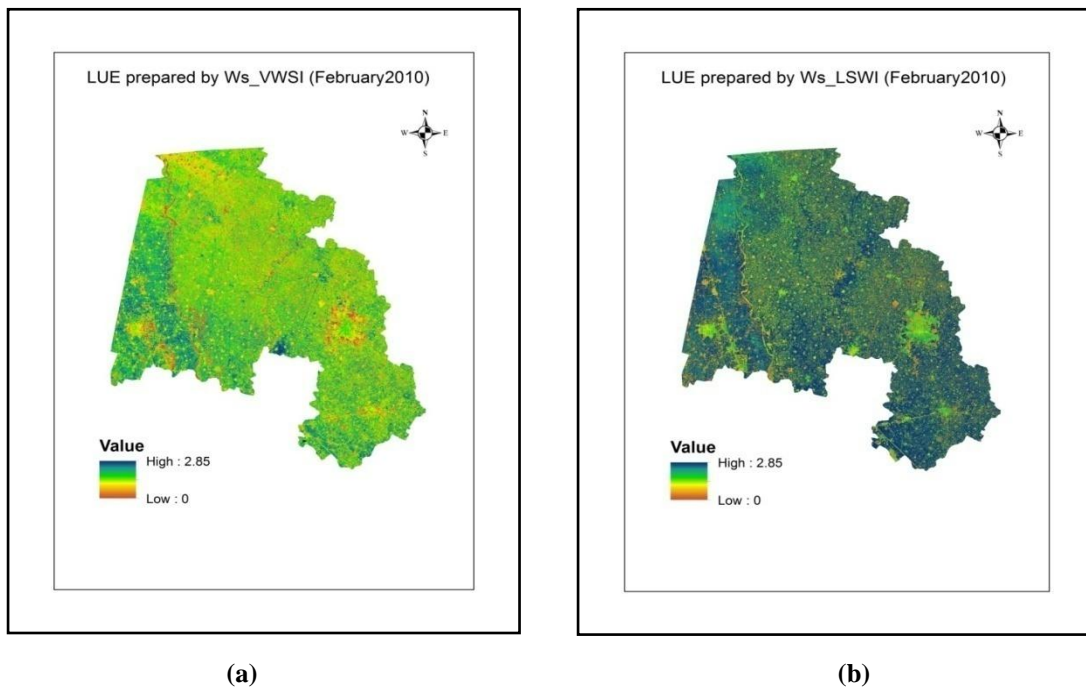 LUE prepared by Ws_VWSI (February2010)
N
W E
S
Value
High : 2.85
Low : 0
(a)
LUE prepared by Ws_LSWI (February2010)
N
W E
S
Value
High : 2.85
Low : 0
(b)